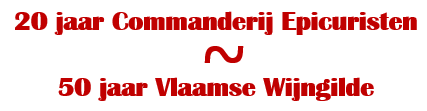 20 jaar Commanderij Epicuristen
~
50 jaar Vlaamse Wijngilde